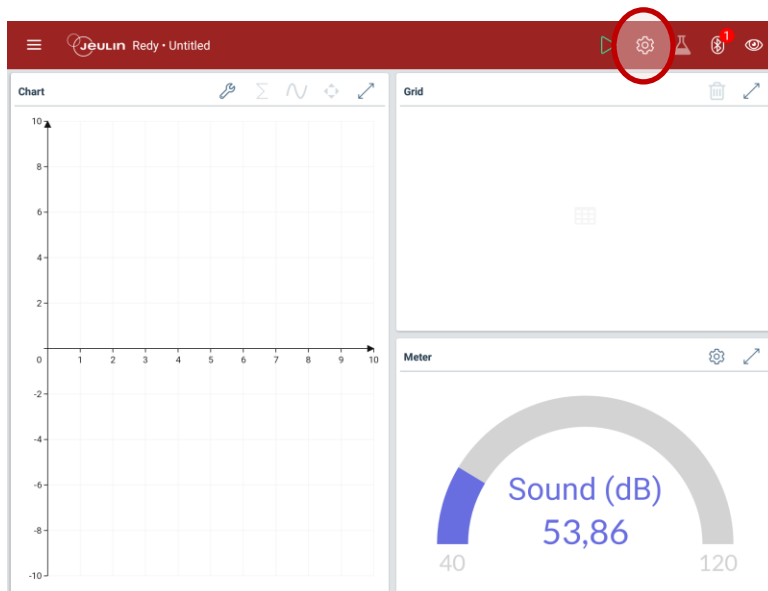 Jeulin Redy • Untitled
1
Chart
Grid
10
8
6
4
2
0 1 2 3 4 5 6 7 8 9 10
-2
-4
-6
-8
-10
Meter
Sound (dB)
53,86
40 120